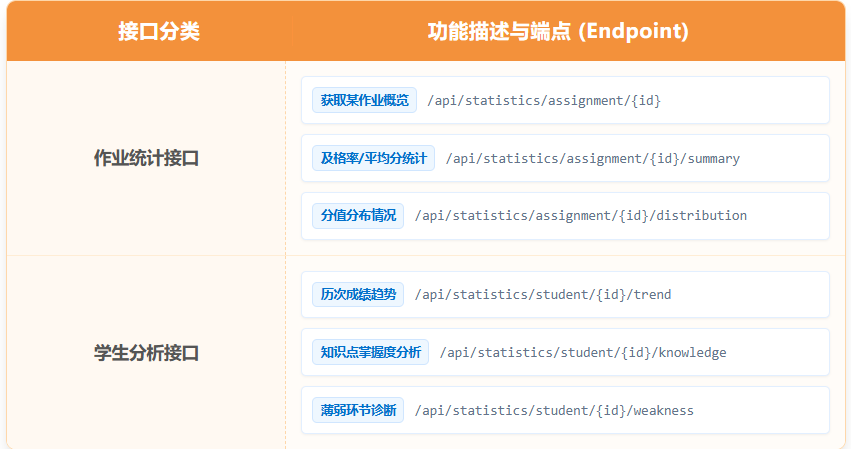 接口分类 功能描述与端点 (Endpoint)
作业统计接口
获取某作业概览 /api/statistics/assignment/{id}
及格率/平均分统计 /api/statistics/assignment/{id}/summary
分值分布情况 /api/statistics/assignment/{id}/distribution
学生分析接口
历次成绩趋势 /api/statistics/student/{id}/trend
知识点掌握度分析 /api/statistics/student/{id}/knowledge
薄弱环节诊断 /api/statistics/student/{id}/weakness